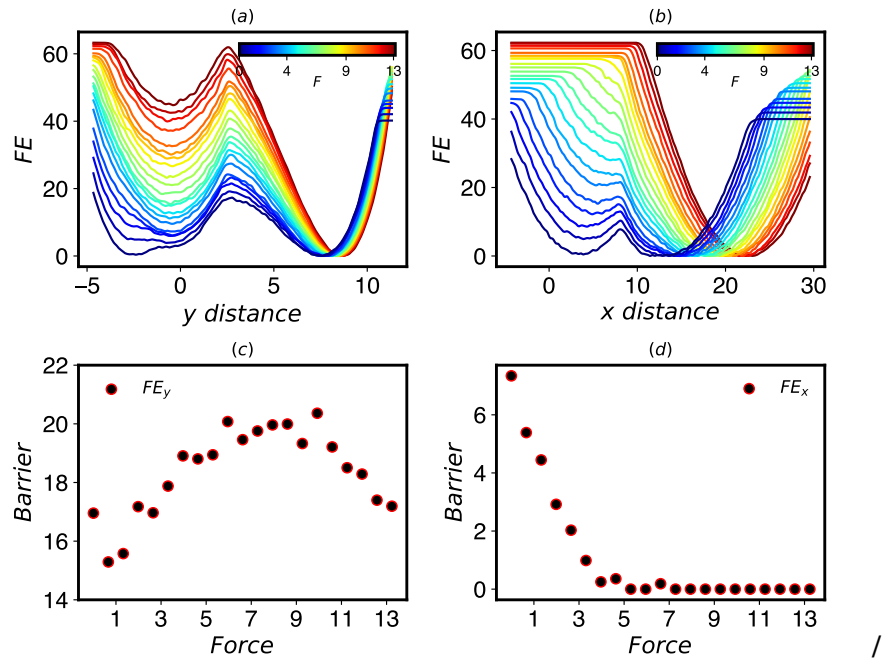 (a)
60
40
20
0
FE
0 4 9 13
F
−5 0 5 10
y distance
(b)
60
40
20
0
FE
0 4 9 13
F
0 10 20 30
x distance
(c)
22
20
18
16
14
Barrier
FE_y
1 3 5 7 9 11 13
Force
(d)
6
4
2
0
Barrier
FE_x
1 3 5 7 9 11 13
Force
/